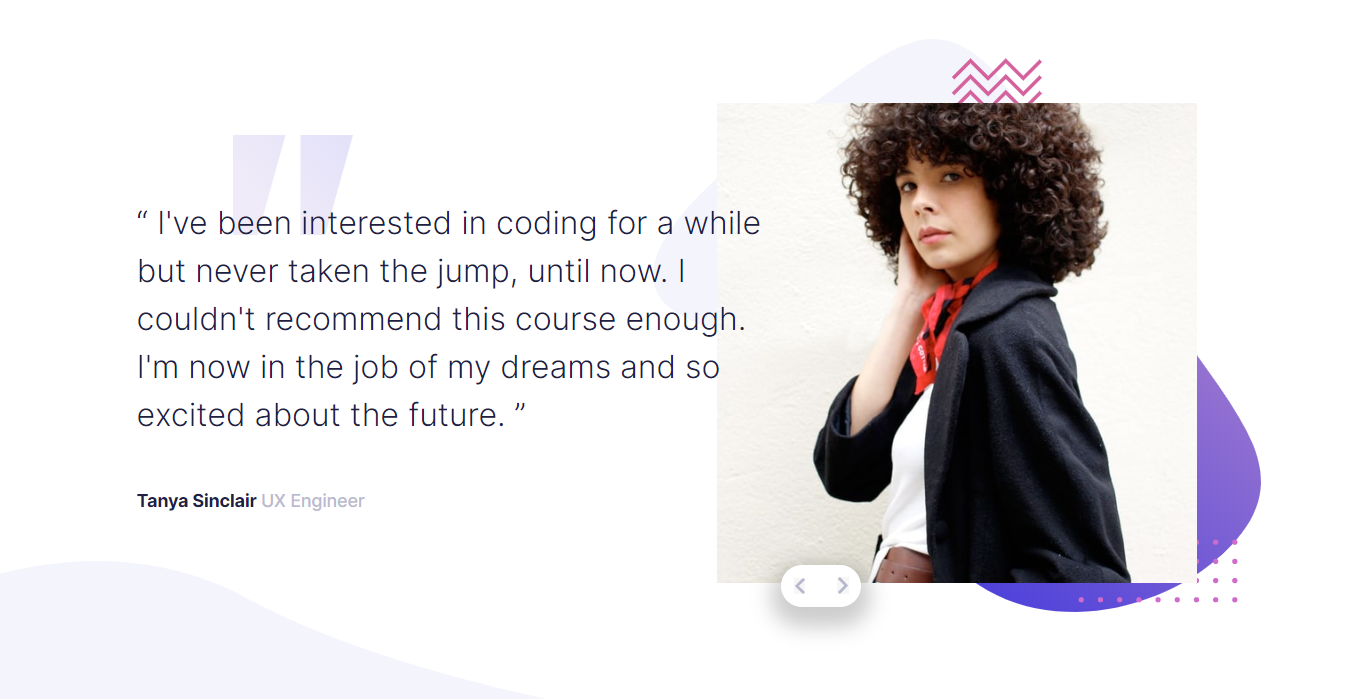 “ I've been interested in coding for a while
but never taken the jump, until now. I
couldn't recommend this course enough.
I'm now in the job of my dreams and so
excited about the future. ”
Tanya Sinclair UX Engineer